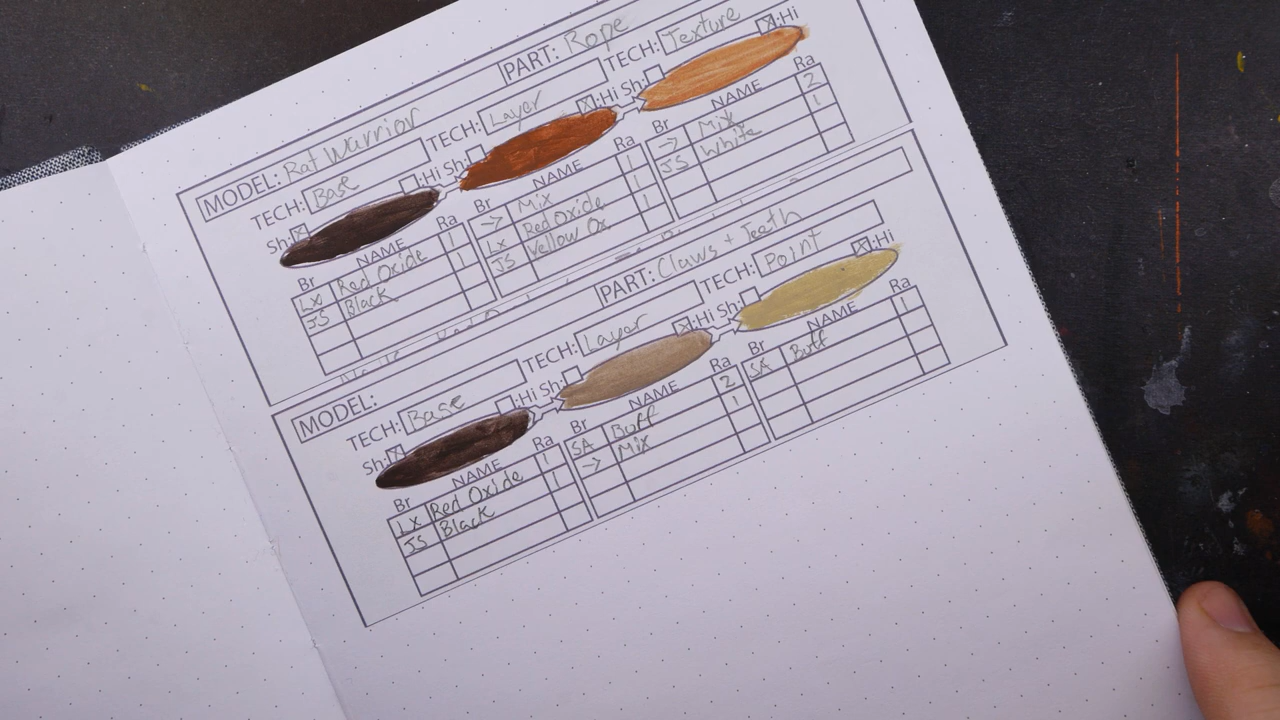 MODEL: Rat Warrior PART: Rope
TECH: Base TECH: Layer TECH: Texture
Sh: :Hi Sh: :Hi Sh: :Hi
Br NAME Ra Br NAME Ra Br NAME Ra
Lx Red Oxide 1 -> Mix 1 -> Mix 2
JS Black 1 Lx Red Oxide 1 JS White 1
JS Yellow Ox. 1
MODEL: PART: Claws + Teeth
TECH: Base TECH: Layer TECH: Point
Sh: :Hi Sh: :Hi Sh: :Hi
Br NAME Ra Br NAME Ra Br NAME Ra
Lx Red Oxide 1 SA Buff 2 SA Buff 1
JS Black 1 -> Mix 1